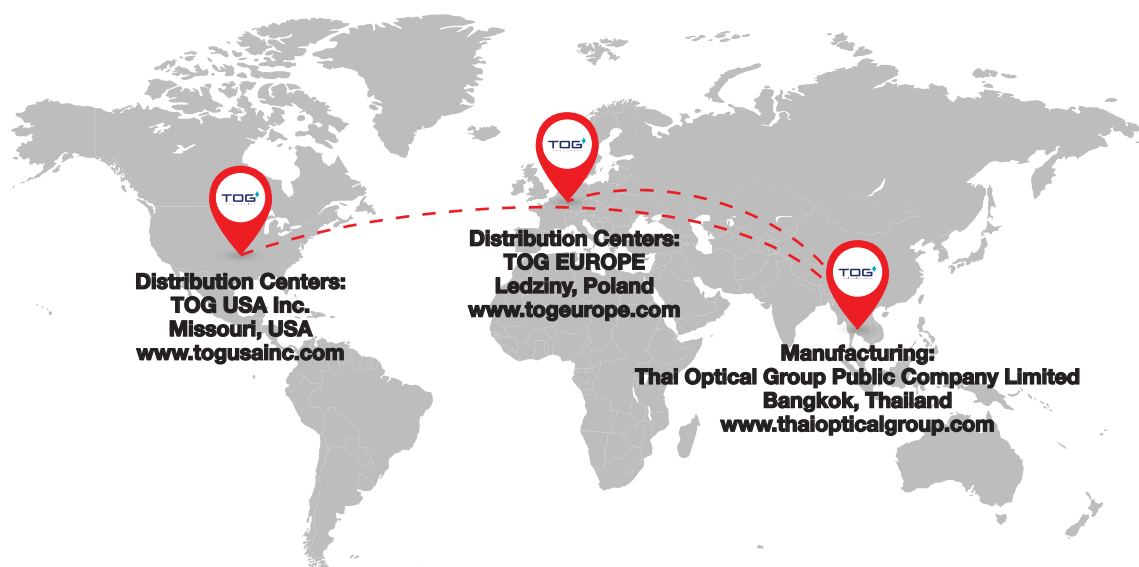 TOG
Distribution Centers:
TOG USA Inc.
Missouri, USA
www.togusainc.com
TOG
Distribution Centers:
TOG EUROPE
Ledziny, Poland
www.togeurope.com
TOG
Manufacturing:
Thai Optical Group Public Company Limited
Bangkok, Thailand
www.thaiopticalgroup.com